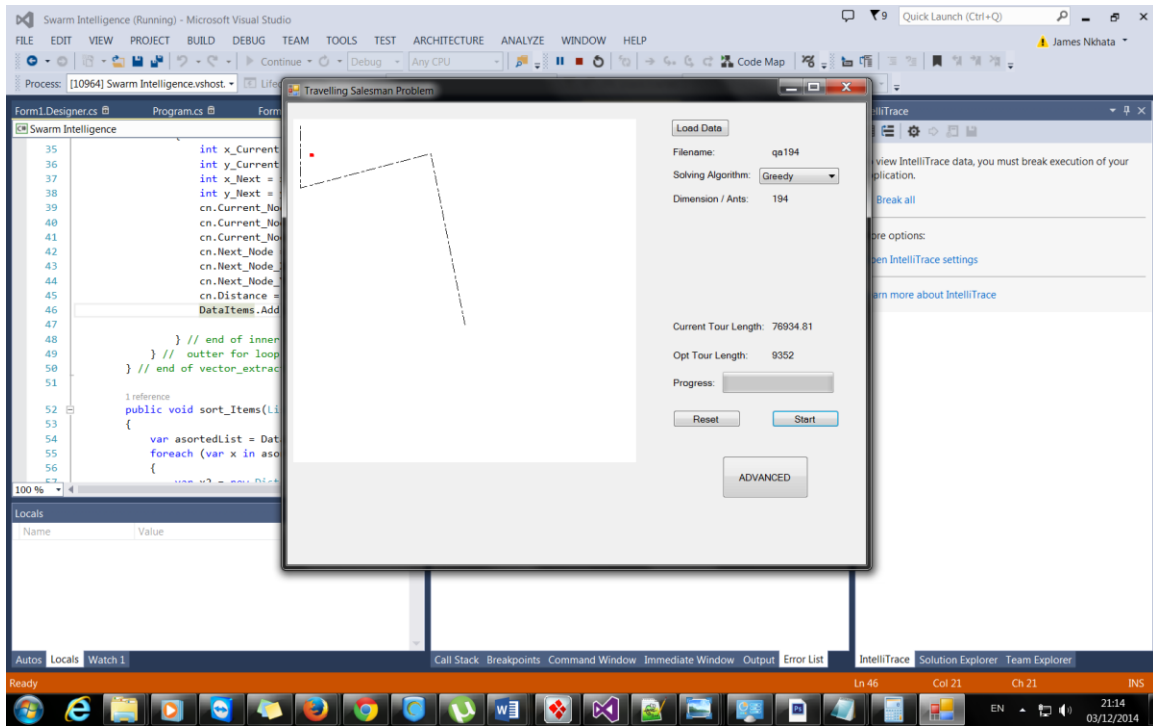 Swarm Intelligence (Running) - Microsoft Visual Studio
9
Quick Launch (Ctrl+Q)
FILE EDIT VIEW PROJECT BUILD DEBUG TEAM TOOLS TEST ARCHITECTURE ANALYZE WINDOW HELP
James Nkhata
Continue
Debug
Any CPU
Code Map
Process: [10964] Swarm Intelligence.vshost.
Form1.Designer.cs
Program.cs
Form
Swarm Intelligence
35 int x_Current
36 int y_Current
37 int x_Next =
38 int y_Next =
39 cn.Current_No
40 cn.Current_No
41 cn.Current_No
42 cn.Next_Node
43 cn.Next_Node_
44 cn.Next_Node_
45 cn.Distance =
46 DataItems.Add
47
48 } // end of inner
49 } // outter for loop
50 } // end of vector_extrac
51
1 reference
52 public void sort_Items(Li
53 {
54 var asortedList = Dat
55 foreach (var x in aso
56 {
100 %
Travelling Salesman Problem
Load Data
Filename: qa194
Solving Algorithm: Greedy
Dimension / Ants: 194
Current Tour Length: 76934.81
Opt Tour Length: 9352
Progress:
Reset
Start
ADVANCED
elliTrace
view IntelliTrace data, you must break execution of your
plication.
Break all
ore options:
pen IntelliTrace settings
arn more about IntelliTrace
Locals
Name
Value
Autos Locals Watch 1
Call Stack Breakpoints Command Window Immediate Window Output Error List
IntelliTrace Solution Explorer Team Explorer
Ready
Ln 46
Col 21
Ch 21
INS
EN
21:14
03/12/2014